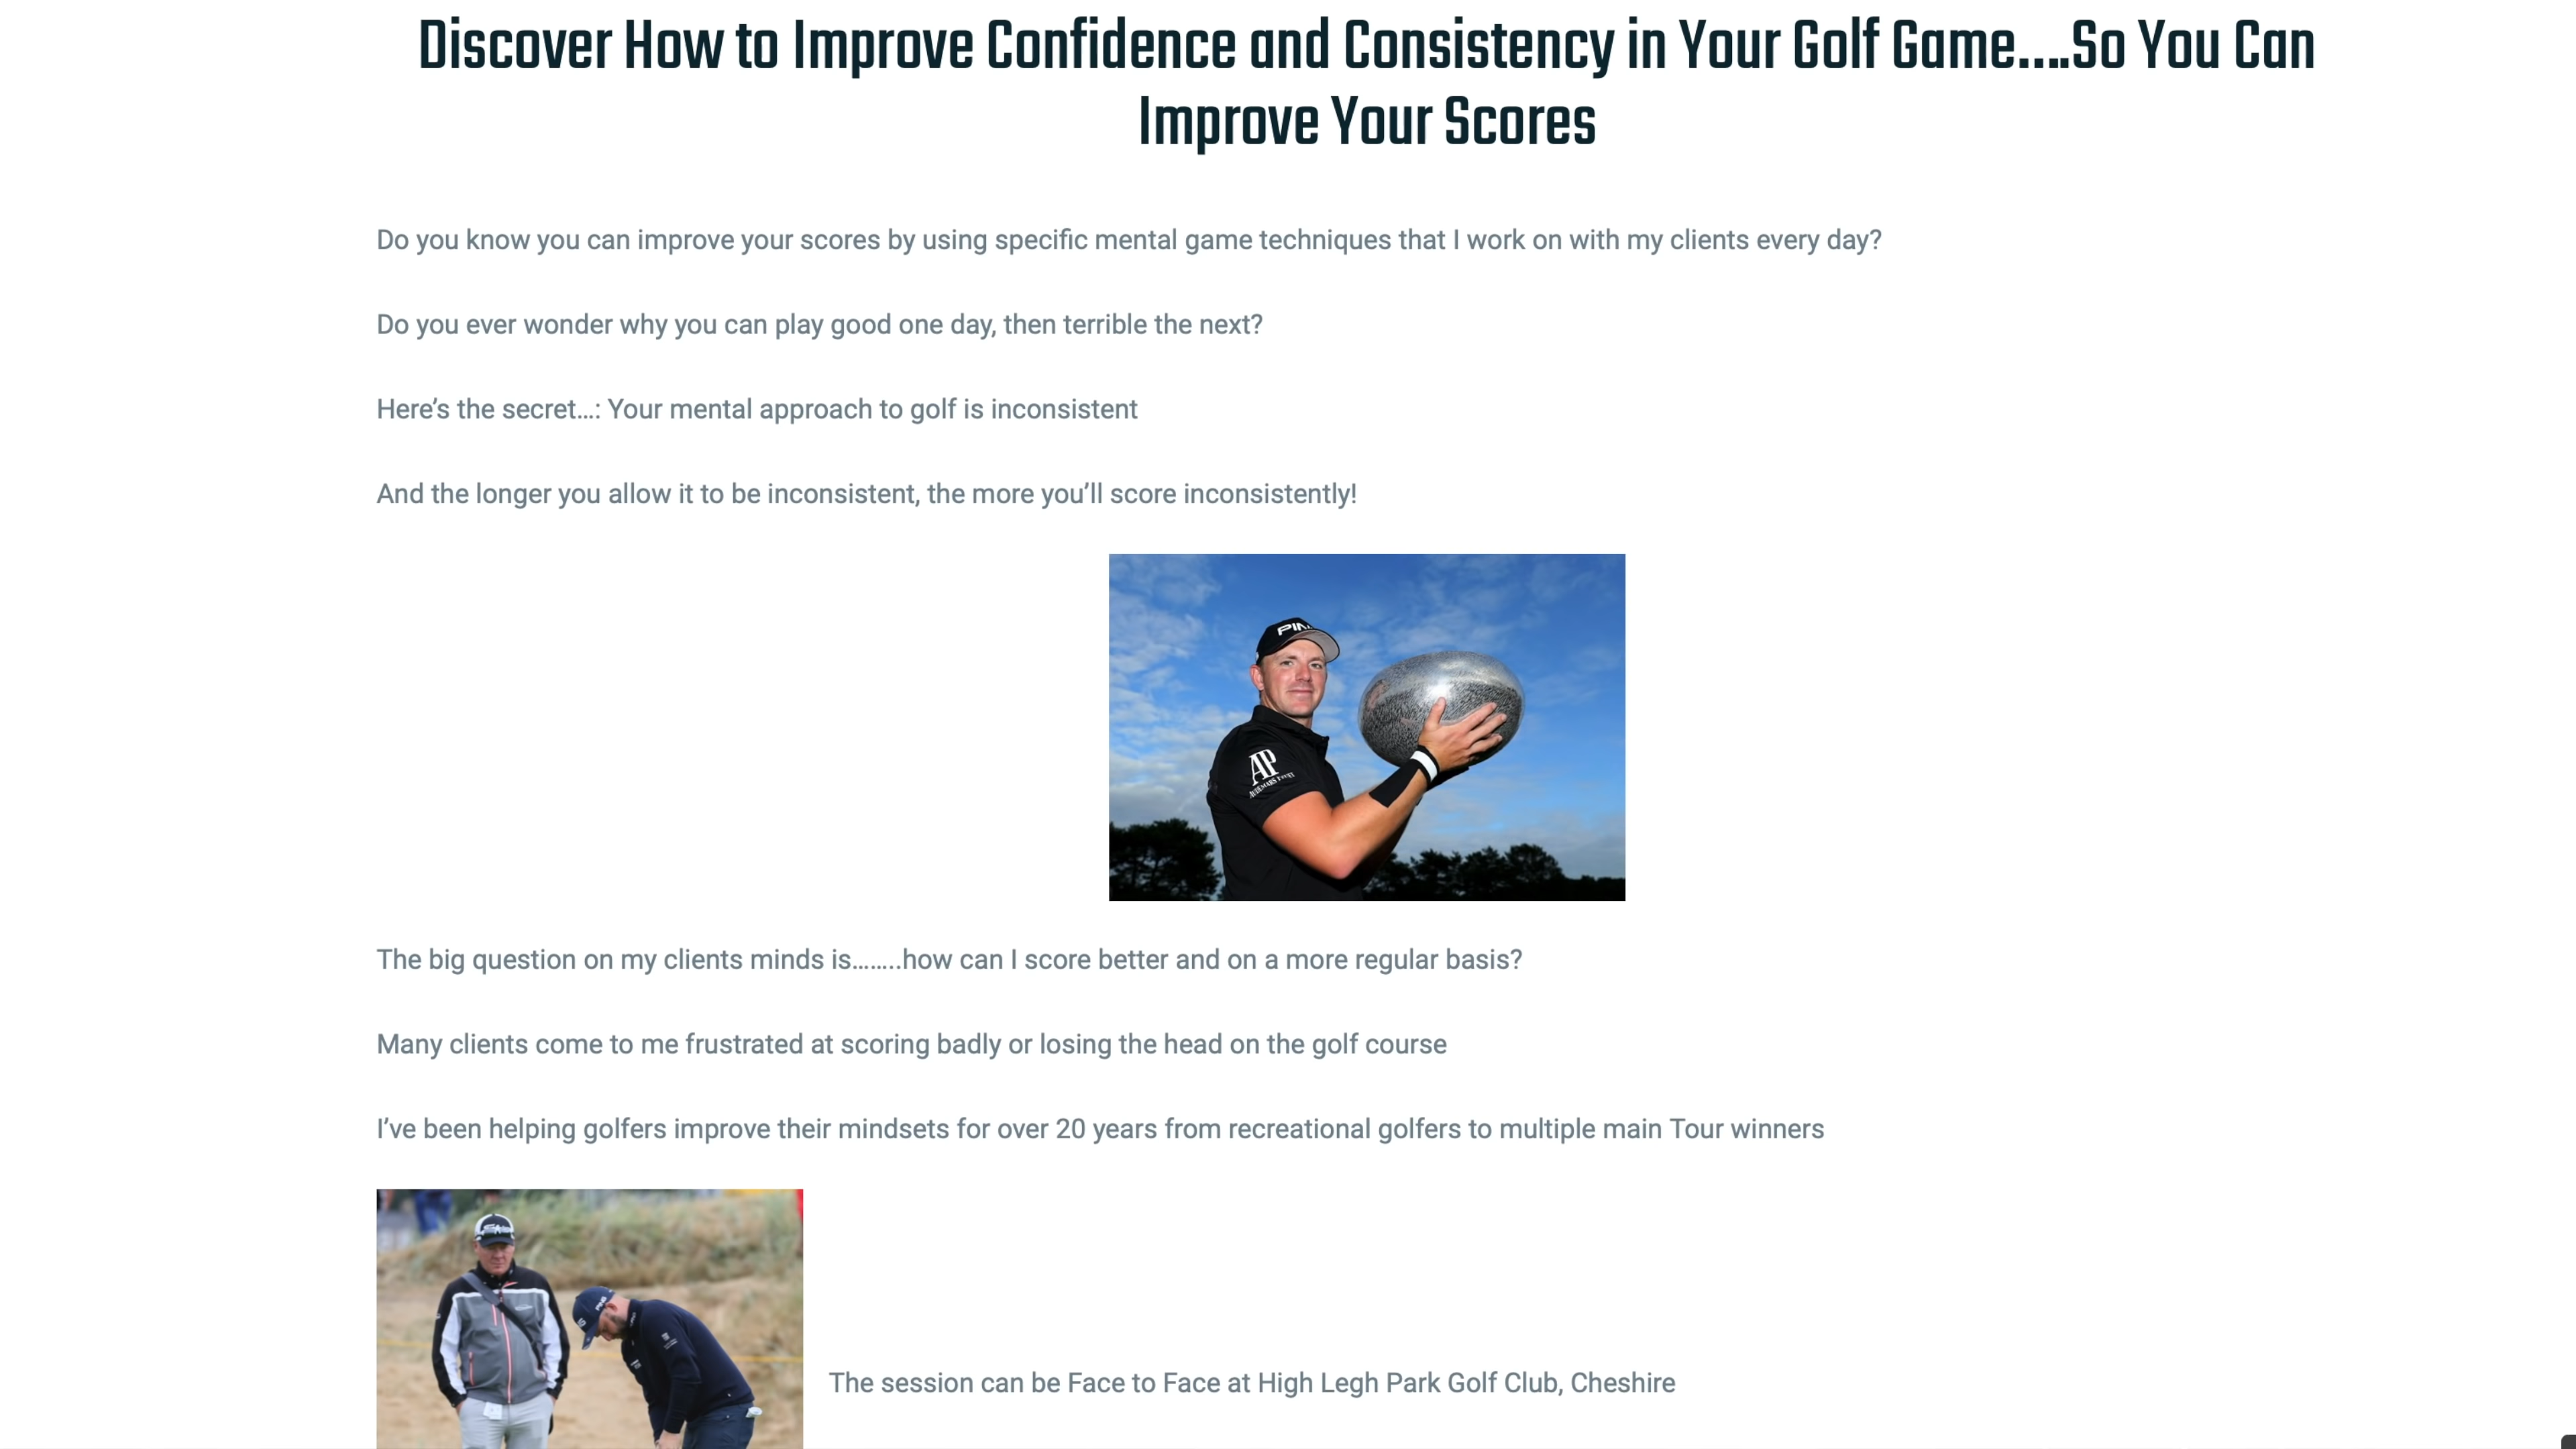 Discover How to Improve Confidence and Consistency in Your Golf Game....So You Can
Improve Your Scores
Do you know you can improve your scores by using specific mental game techniques that I work on with my clients every day?
Do you ever wonder why you can play good one day, then terrible the next?
Here’s the secret…: Your mental approach to golf is inconsistent
And the longer you allow it to be inconsistent, the more you’ll score inconsistently!
PING
AP
AUDEMARS PIGUET
The big question on my clients minds is……..how can I score better and on a more regular basis?
Many clients come to me frustrated at scoring badly or losing the head on the golf course
I’ve been helping golfers improve their mindsets for over 20 years from recreational golfers to multiple main Tour winners
PING
The session can be Face to Face at High Legh Park Golf Club, Cheshire